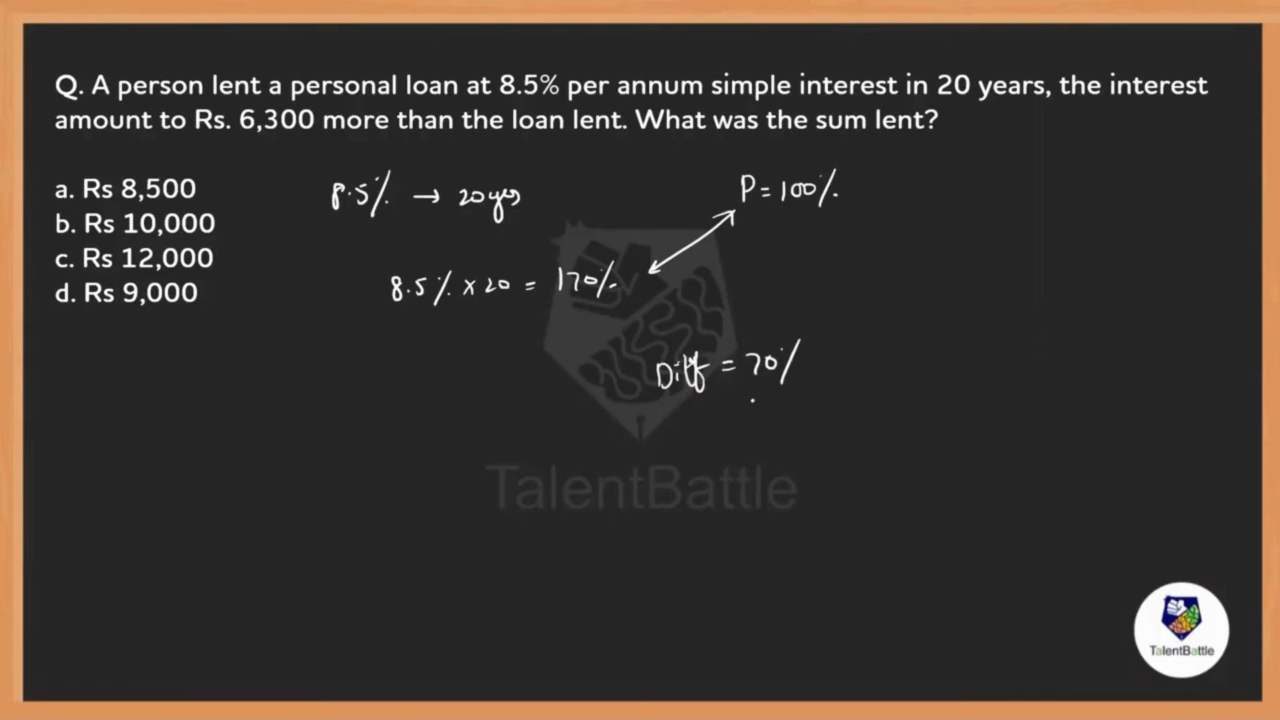 Q. A person lent a personal loan at 8.5% per annum simple interest in 20 years, the interest
amount to Rs. 6,300 more than the loan lent. What was the sum lent?
a. Rs 8,500
b. Rs 10,000
c. Rs 12,000
d. Rs 9,000
8.5% → 20 yrs
P = 100%
8.5% x 20 = 170%
Diff = 70%
TalentBattle
TalentBattle